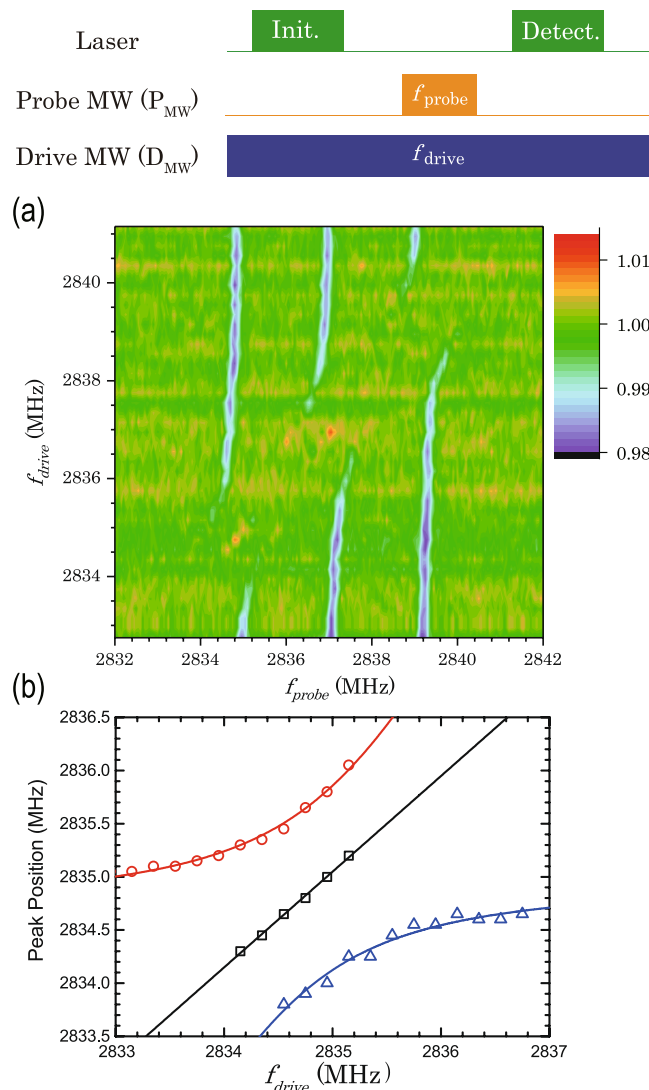 Laser Init. Detect.
Probe MW (P_MW) f_probe
Drive MW (D_MW) f_drive
(a)
1.01
2840
1.00
2838
0.99
2836
0.98
2834
f_drive (MHz)
2832 2834 2836 2838 2840 2842
f_probe (MHz)
(b)
2836.5
2836.0
2835.5
2835.0
2834.5
2834.0
2833.5
Peak Position (MHz)
2833 2834 2835 2836 2837
f_drive (MHz)